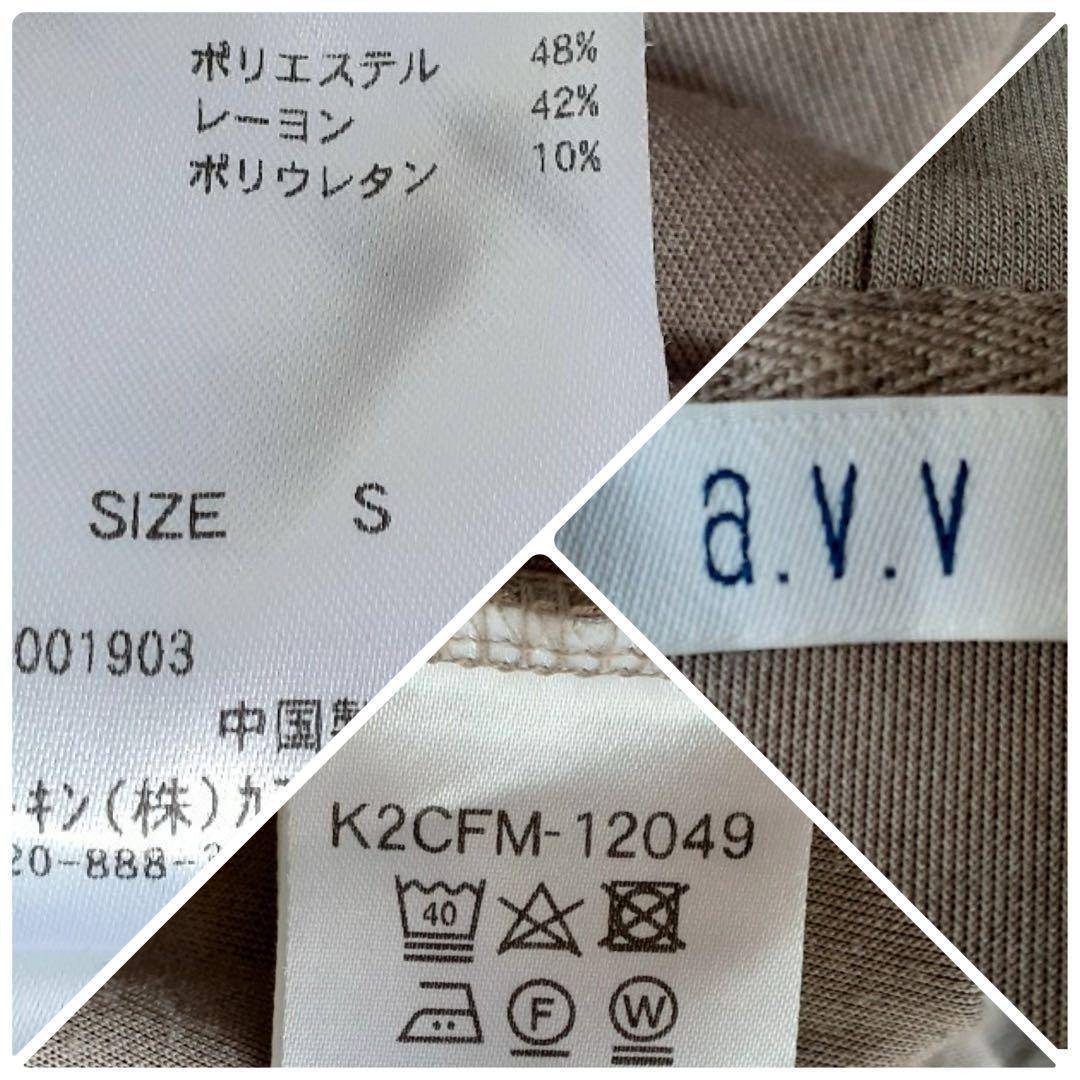 ポリエステル 48%
レーヨン 42%
ポリウレタン 10%
SIZE S
001903
中国製
キン(株)カ
20-888-
a.v.v
K2CFM-12049
40
F
W